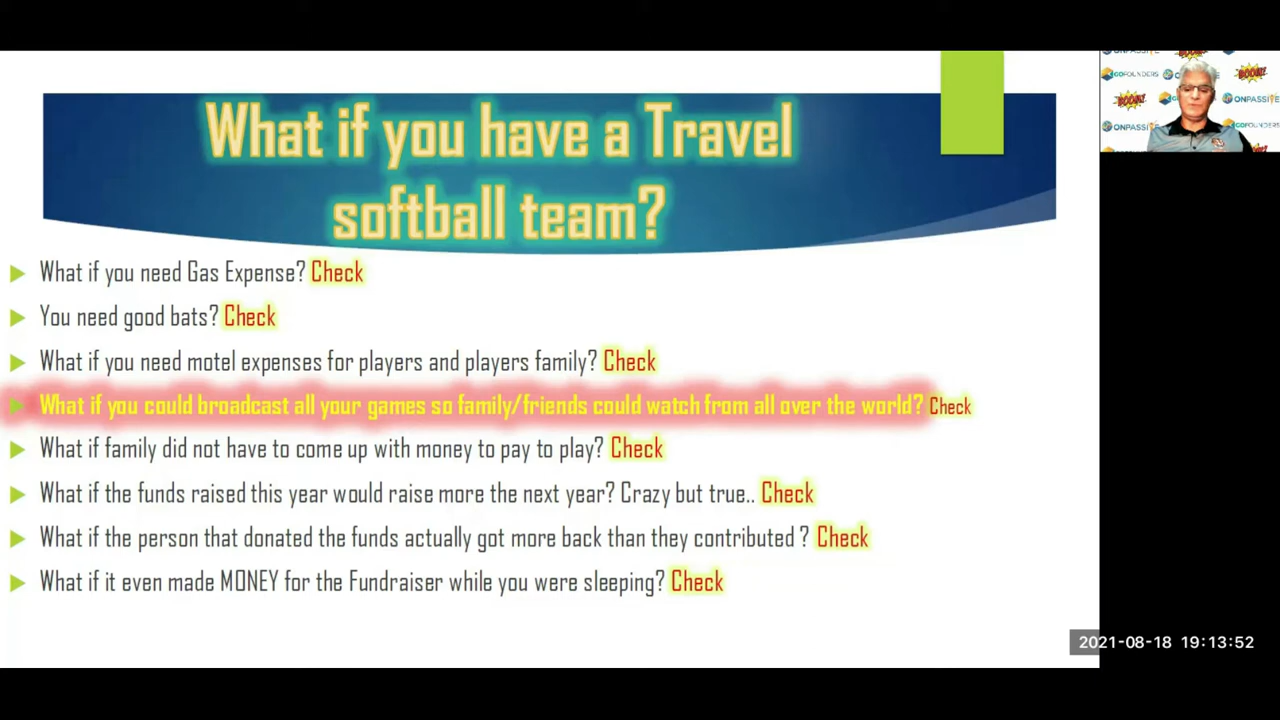 What if you have a Travel
softball team?
What if you need Gas Expense? Check
You need good bats? Check
What if you need motel expenses for players and players family? Check
What if you could broadcast all your games so family/friends could watch from all over the world? Check
What if family did not have to come up with money to pay to play? Check
What if the funds raised this year would raise more the next year? Crazy but true.. Check
What if the person that donated the funds actually got more back than they contributed ? Check
What if it even made MONEY for the Fundraiser while you were sleeping? Check
GOFOUNDERS
BOOM!
BOOM!
ONPASSIVE
ONPASSIVE
GOFOUNDERS
2021-08-18 19:13:52